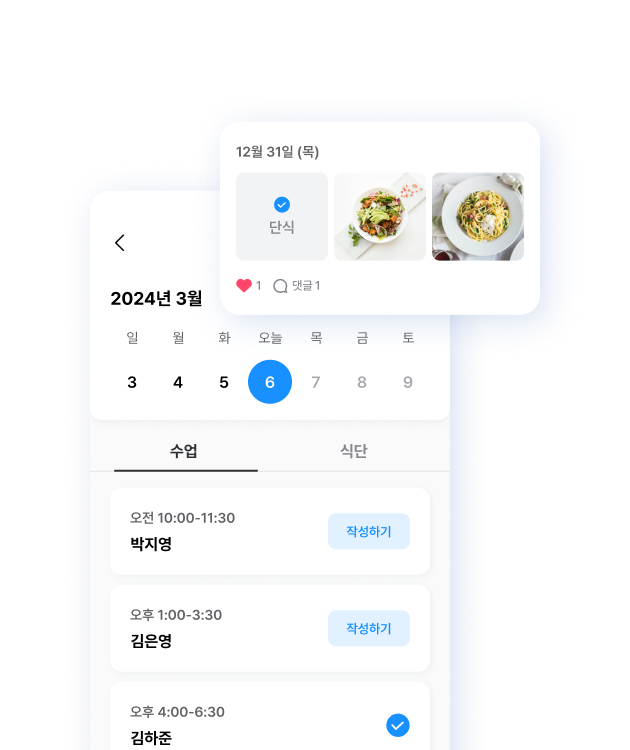 12월 31일 (목)
단식
1 댓글 1
2024년 3월
일 월 화 오늘 목 금 토
3 4 5 6 7 8 9
수업 식단
오전 10:00-11:30
박지영
작성하기
오후 1:00-3:30
김은영
작성하기
오후 4:00-6:30
김하준